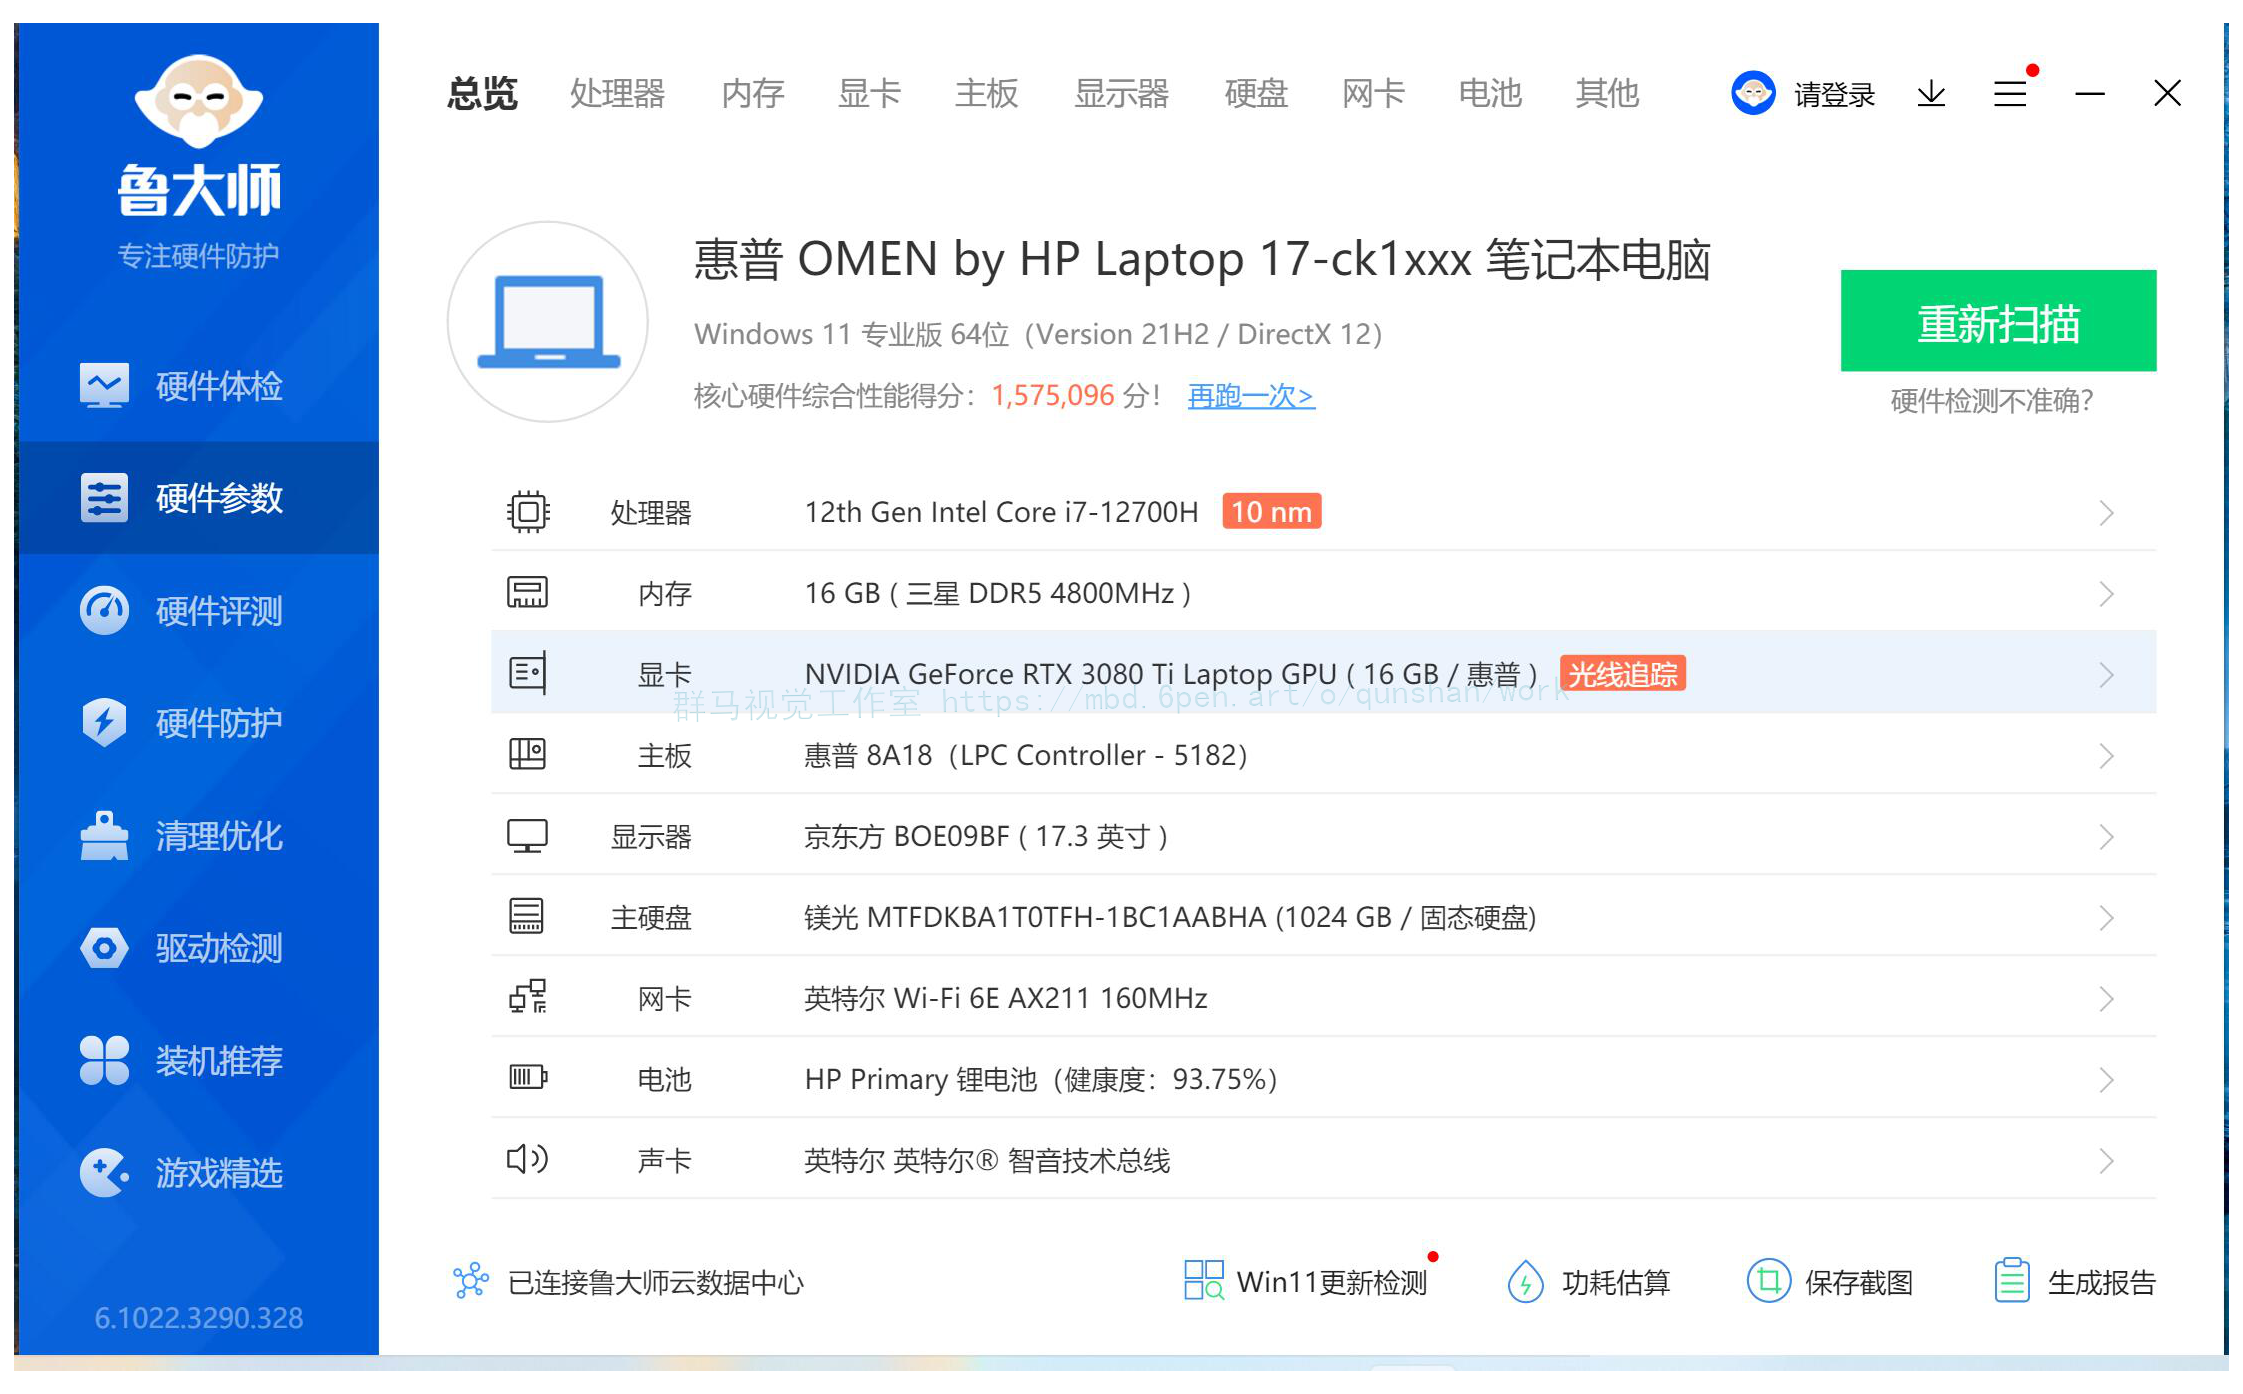 总览 处理器 内存 显卡 主板 显示器 硬盘 网卡 电池 其他 请登录
鲁大师
专注硬件防护
硬件体检
硬件参数
硬件评测
硬件防护
清理优化
驱动检测
装机推荐
游戏精选
6.1022.3290.328
惠普 OMEN by HP Laptop 17-ck1xxx 笔记本电脑
Windows 11 专业版 64位（Version 21H2 / DirectX 12）
核心硬件综合性能得分：1,575,096 分！ 再跑一次>
重新扫描
硬件检测不准确?
处理器 12th Gen Intel Core i7-12700H 10 nm
内存 16 GB ( 三星 DDR5 4800MHz )
显卡 NVIDIA GeForce RTX 3080 Ti Laptop GPU ( 16 GB / 惠普 ) 光线追踪
群马视觉工作室 https://mbd.6pen.art/o/qunshan/work
主板 惠普 8A18（LPC Controller - 5182）
显示器 京东方 BOE09BF ( 17.3 英寸 )
主硬盘 镁光 MTFDKBA1T0TFH-1BC1AABHA (1024 GB / 固态硬盘)
网卡 英特尔 Wi-Fi 6E AX211 160MHz
电池 HP Primary 锂电池（健康度：93.75%）
声卡 英特尔 英特尔® 智音技术总线
已连接鲁大师云数据中心 Win11更新检测 功耗估算 保存截图 生成报告